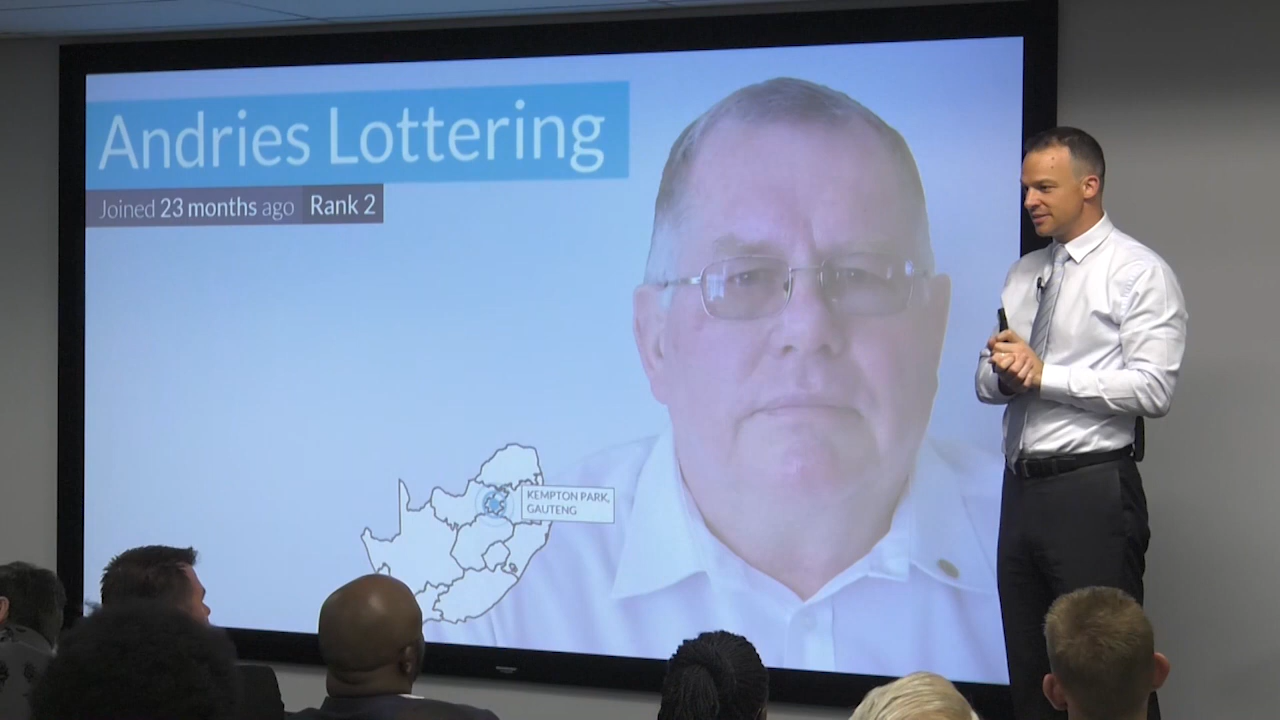 Andries Lottering
Joined 23 months ago Rank 2
KEMPTON PARK,
GAUTENG